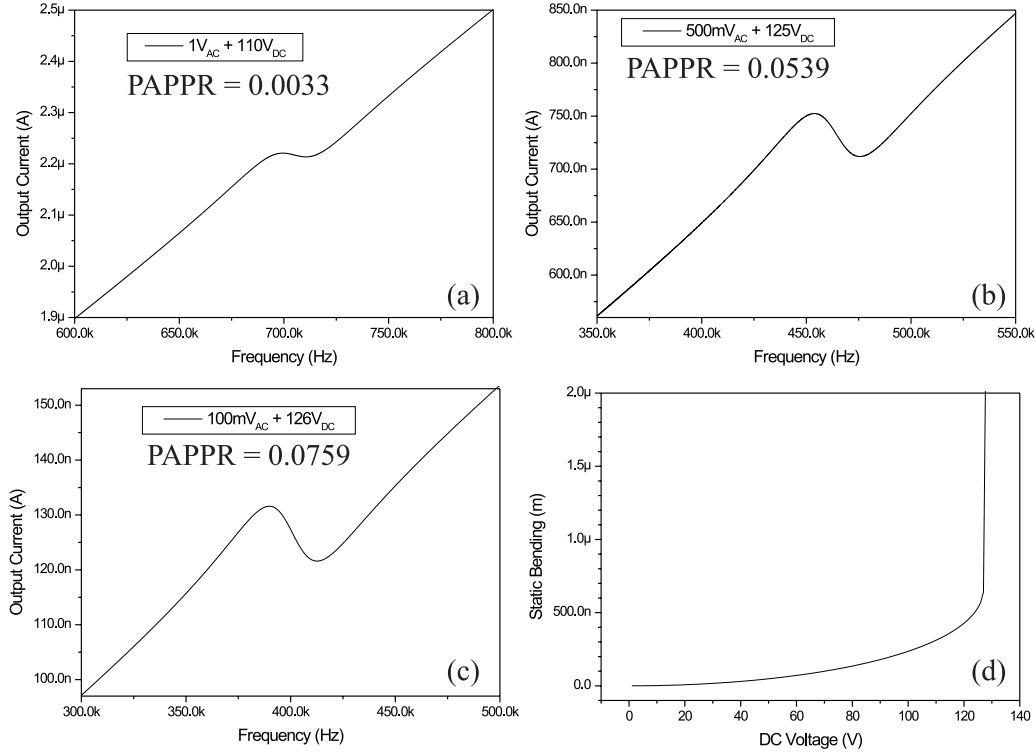 2.5µ
2.4µ
2.3µ
2.2µ
2.1µ
2.0µ
1.9µ
Output Current (A)
1V_AC + 110V_DC
PAPPR = 0.0033
(a)
600.0k 650.0k 700.0k 750.0k 800.0k
Frequency (Hz)
850.0n
800.0n
750.0n
700.0n
650.0n
600.0n
Output Current (A)
500mV_AC + 125V_DC
PAPPR = 0.0539
(b)
350.0k 400.0k 450.0k 500.0k 550.0k
Frequency (Hz)
150.0n
140.0n
130.0n
120.0n
110.0n
100.0n
Output Current (A)
100mV_AC + 126V_DC
PAPPR = 0.0759
(c)
300.0k 350.0k 400.0k 450.0k 500.0k
Frequency (Hz)
2.0µ
1.5µ
1.0µ
500.0n
0.0
Static Bending (m)
(d)
0 20 40 60 80 100 120 140
DC Voltage (V)